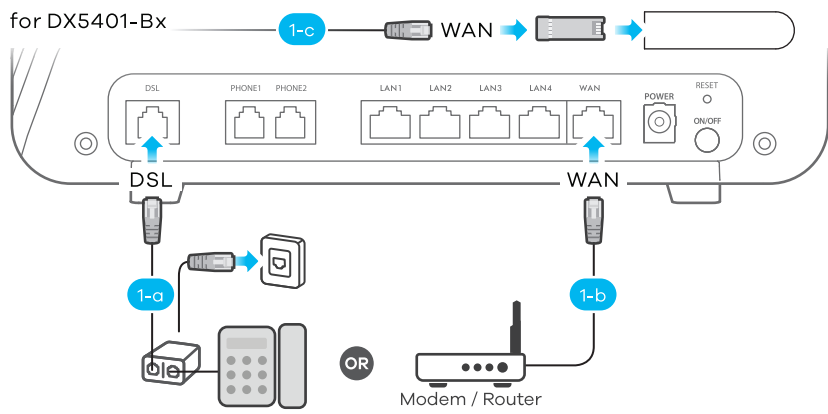 for DX5401-Bx
1-c
WAN
DSL
PHONE1 PHONE2
LAN1 LAN2 LAN3 LAN4 WAN
POWER
RESET
ON/OFF
DSL
WAN
1-a
1-b
OR
Modem / Router